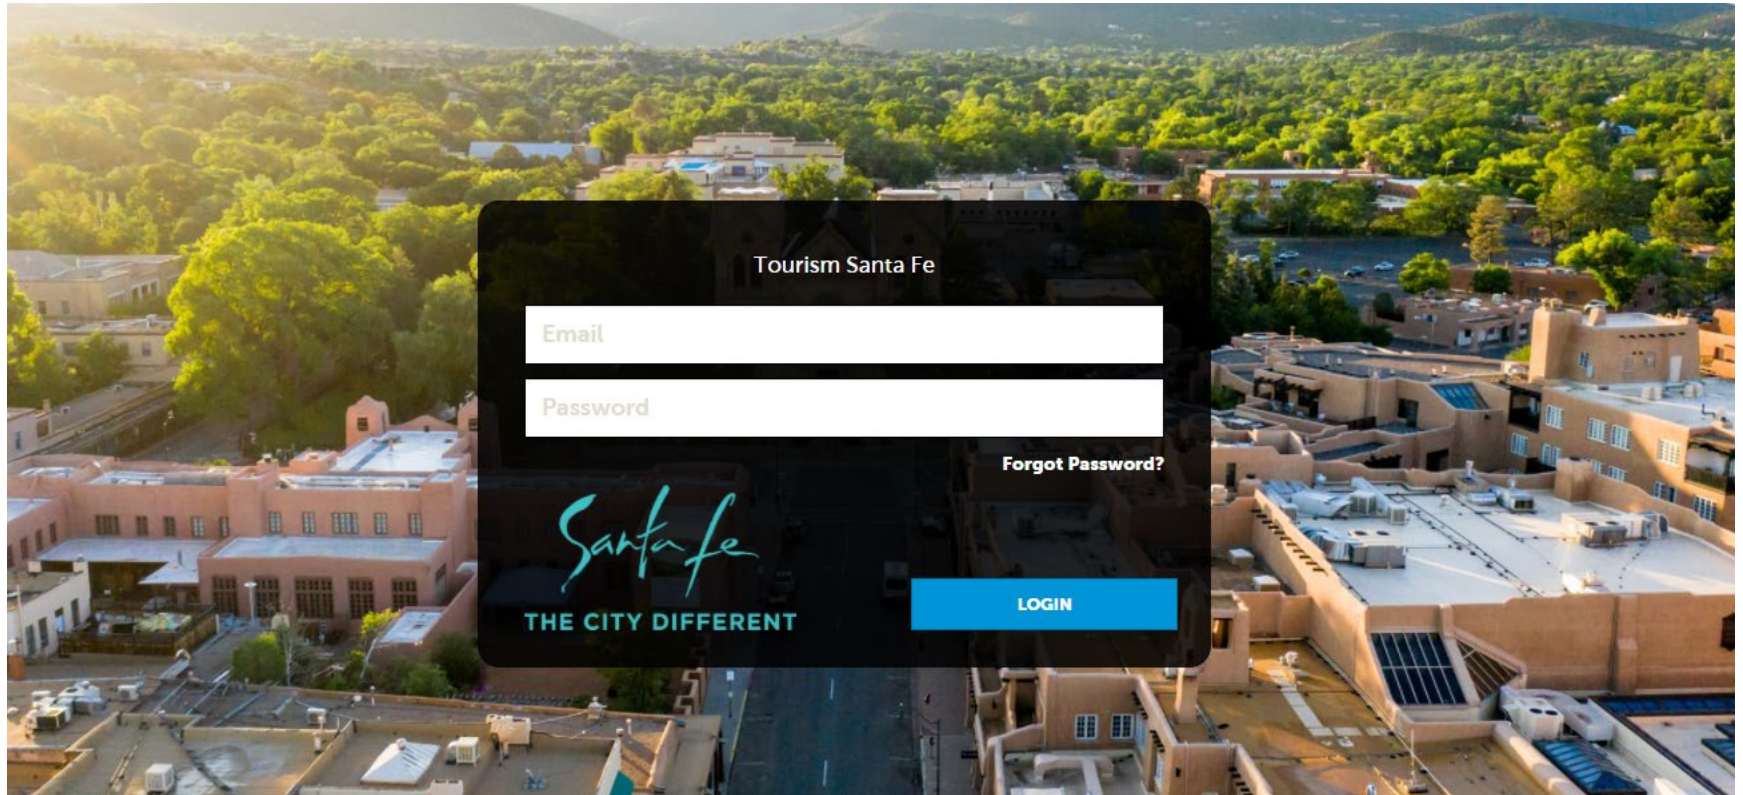 Tourism Santa Fe
Email
Password
Forgot Password?
Santa fe
THE CITY DIFFERENT
LOGIN